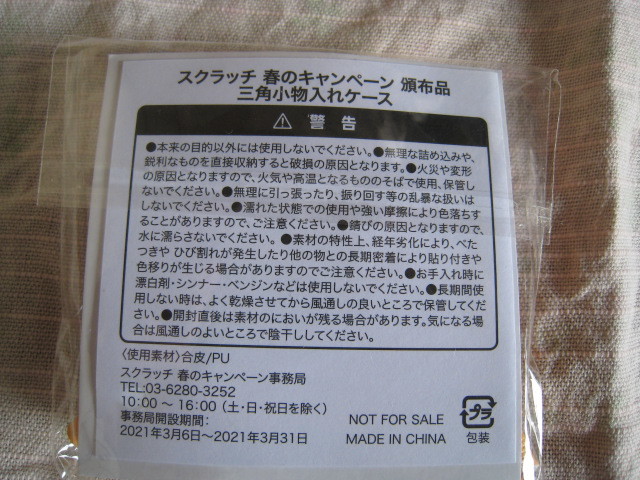 スクラッチ 春のキャンペーン 頒布品
三角小物入れケース
⚠ 警告
●本来の目的以外には使用しないでください。●無理な詰め込みや、
鋭利なものを直接収納すると破損の原因となります。●火災や変形
の原因となりますので、火気や高温となるもののそばで使用、保管し
ないでください。●無理に引っ張ったり、振り回す等の乱暴な扱いは
しないでください。●濡れた状態での使用や強い摩擦により色落ちす
ることがありますので、ご注意ください。●錆びの原因となりますので、
水に濡らさないでください。●素材の特性上、経年劣化により、べた
つきや ひび割れが発生したり他の物との長期密着により貼り付きや
色移りが生じる場合がありますのでご注意ください。●お手入れ時に
漂白剤・シンナー・ベンジンなどは使用しないでください。●長期間使
用しない時は、よく乾燥させてから風通しの良いところで保管してくだ
さい。●開封直後は素材のにおいが残る場合があります。気になる場合
は風通しのよいところで陰干ししてください。
〈使用素材〉合皮/PU
スクラッチ 春のキャンペーン事務局
TEL:03-6280-3252
10:00 〜 16:00 (土・日・祝日を除く)
事務局開設期間:
2021年3月6日〜2021年3月31日
NOT FOR SALE
MADE IN CHINA
プラ
包装